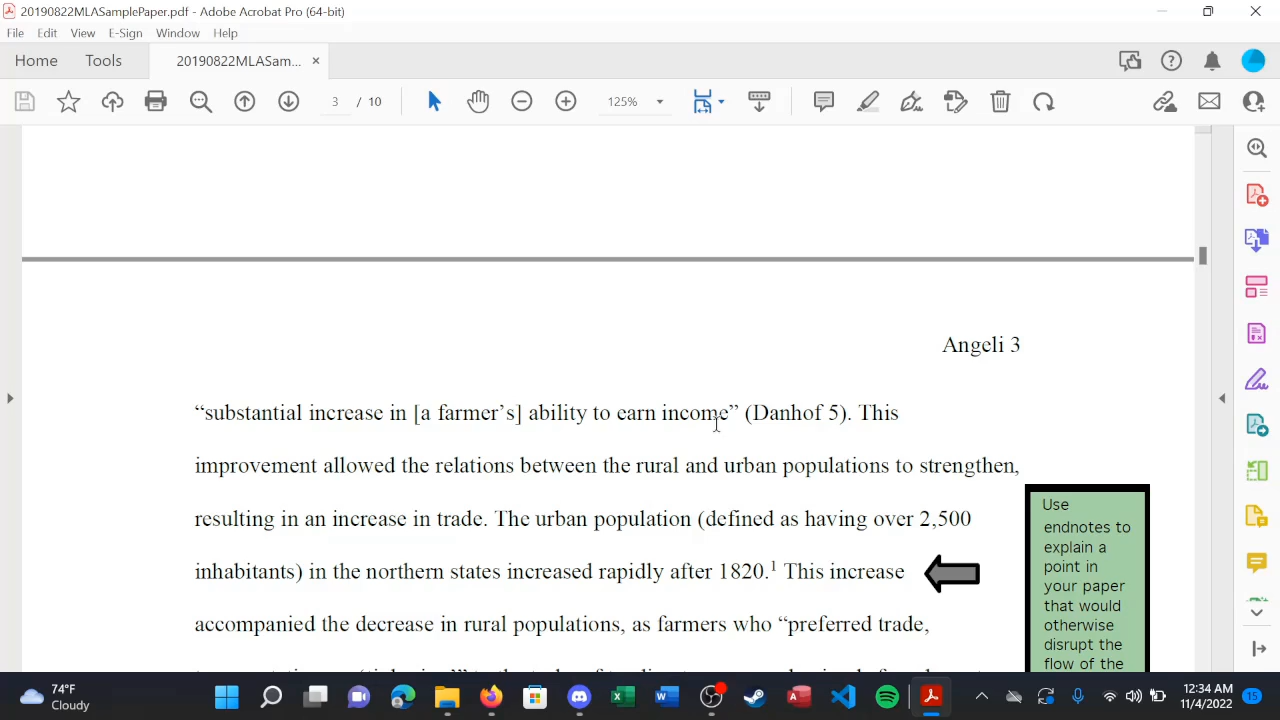 20190822MLASamplePaper.pdf - Adobe Acrobat Pro (64-bit)
File Edit View E-Sign Window Help
Home Tools 20190822MLASam... ×
3 / 10 125%
Angeli 3
“substantial increase in [a farmer’s] ability to earn income” (Danhof 5). This
improvement allowed the relations between the rural and urban populations to strengthen,
resulting in an increase in trade. The urban population (defined as having over 2,500
inhabitants) in the northern states increased rapidly after 1820.¹ This increase
accompanied the decrease in rural populations, as farmers who “preferred trade,
Use
endnotes to
explain a
point in
your paper
that would
otherwise
disrupt the
flow of the
74°F
Cloudy
12:34 AM
11/4/2022
15